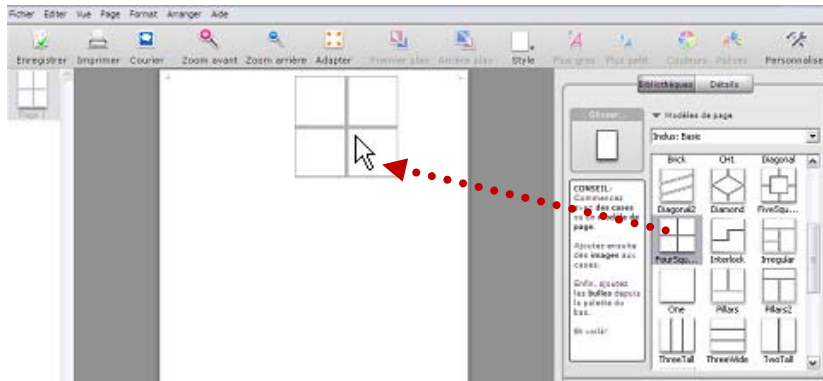 Fichier Editer Vue Page Format Arranger Aide
Enregistrer Imprimer Courier Zoom avant Zoom arrière Adapter Premier plan Arrière plan Style Plus gros Plus petit Couleurs - Polices Personnalise
Bibliothèques Détails
Page 1
Glisser...
Modèles de page
Indus: Basic
Brick CH1 Diagonal
CONSEIL:
Commencez
avec des cases
ou ce modèle de
page.
Diagonal2 Diamond FiveSqu...
Ajoutez ensuite
des images aux
cases.
FourSqu... Interlock Irregular
Enfin, ajoutez
les bulles depuis
la palette du
bas.
One Pillars Pillars2
Et voilà!
ThreeTall ThreeWide TwoTall